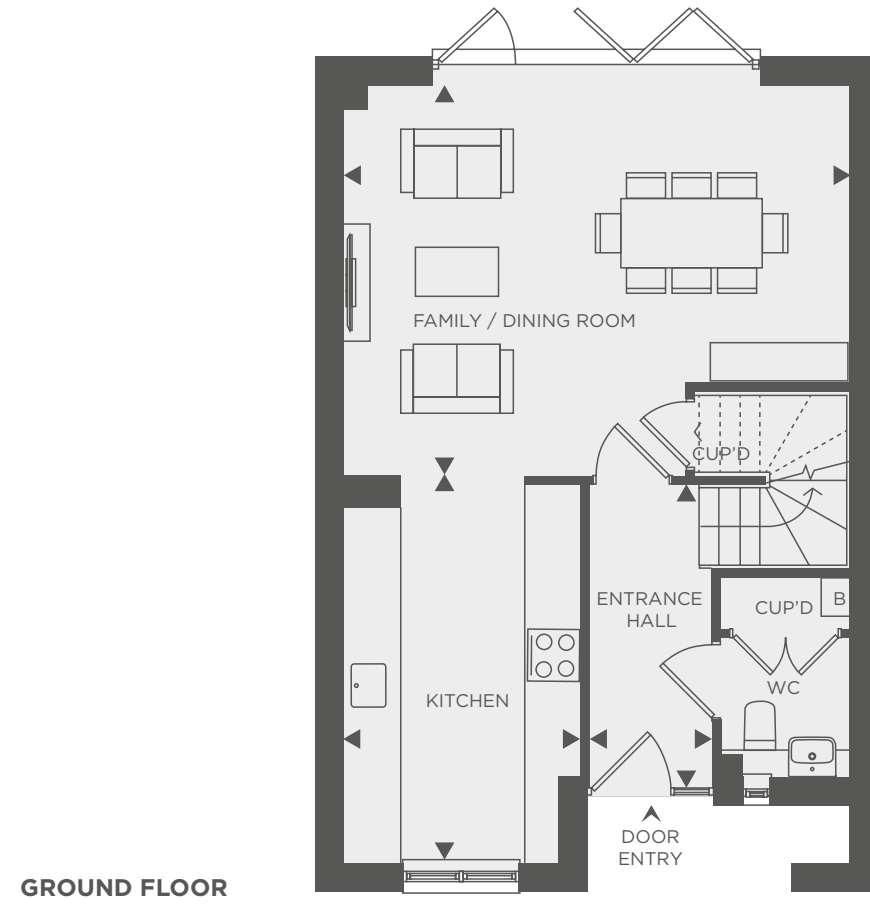 FAMILY / DINING ROOM
CUP'D
ENTRANCE
HALL
CUP'D
B
WC
KITCHEN
DOOR
ENTRY
GROUND FLOOR